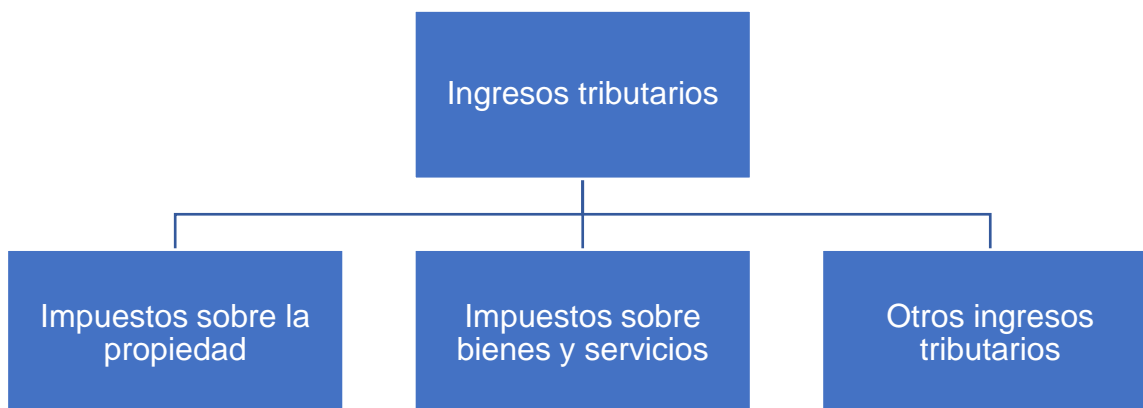 Ingresos tributarios
Impuestos sobre la
propiedad
Impuestos sobre
bienes y servicios
Otros ingresos
tributarios